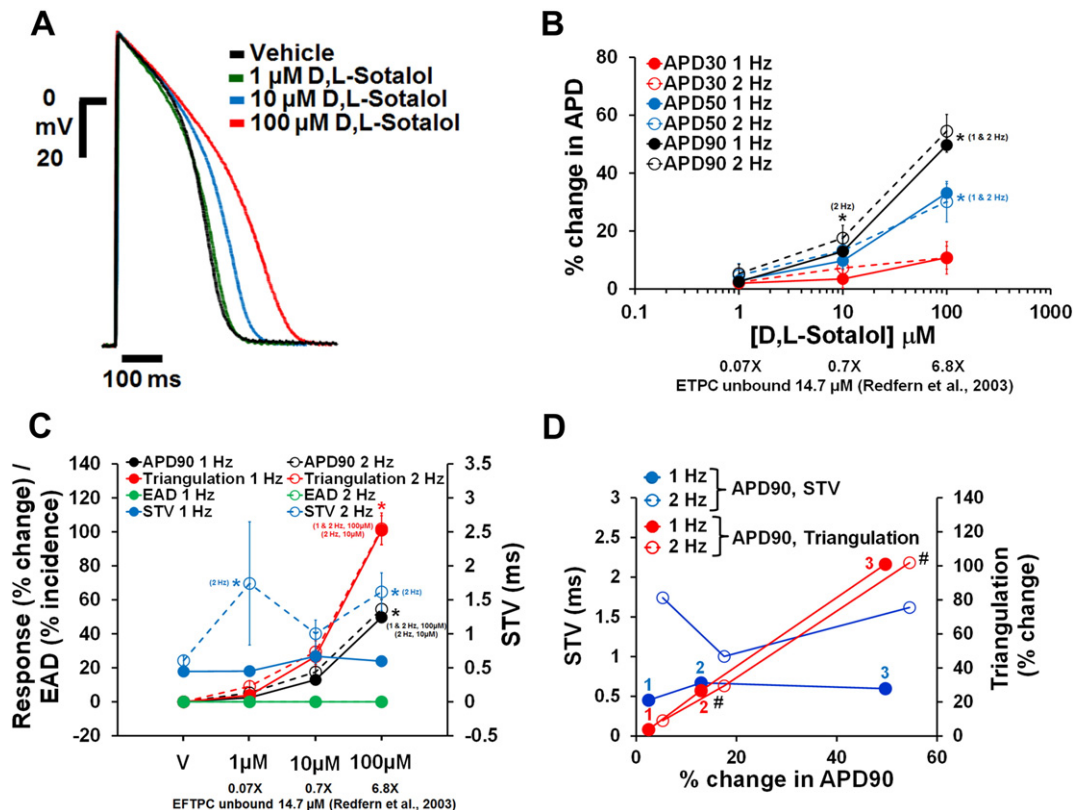 A
Vehicle
1 µM D,L-Sotalol
10 µM D,L-Sotalol
100 µM D,L-Sotalol
0
mV
20
100 ms
B
APD30 1 Hz
APD30 2 Hz
APD50 1 Hz
APD50 2 Hz
APD90 1 Hz
APD90 2 Hz
% change in APD
80
60
40
20
0
* (1 & 2 Hz)
(2 Hz)
*
* (1 & 2 Hz)
0.1 1 10 100 1000
[D,L-Sotalol] µM
0.07X 0.7X 6.8X
ETPC unbound 14.7 µM (Redfern et al., 2003)
C
APD90 1 Hz APD90 2 Hz
Triangulation 1 Hz Triangulation 2 Hz
EAD 1 Hz EAD 2 Hz
STV 1 Hz STV 2 Hz
Response (% change) /
EAD (% incidence)
140
120
100
80
60
40
20
0
-20
*
(1 & 2 Hz, 100µM)
(2 Hz, 10µM)
(2 Hz) *
* (2 Hz)
*
(1 & 2 Hz, 100µM)
(2 Hz, 10µM)
3.5
3
2.5
2
1.5
1
0.5
0
-0.5
STV (ms)
V 1µM 10µM 100µM
0.07X 0.7X 6.8X
EFTPC unbound 14.7 µM (Redfern et al., 2003)
D
1 Hz
2 Hz
APD90, STV
1 Hz
2 Hz
APD90, Triangulation
STV (ms)
3
2.5
2
1.5
1
0.5
0
140
120
100
80
60
40
20
0
Triangulation
(% change)
3 #
1 2 3
1 2 #
0 20 40 60
% change in APD90